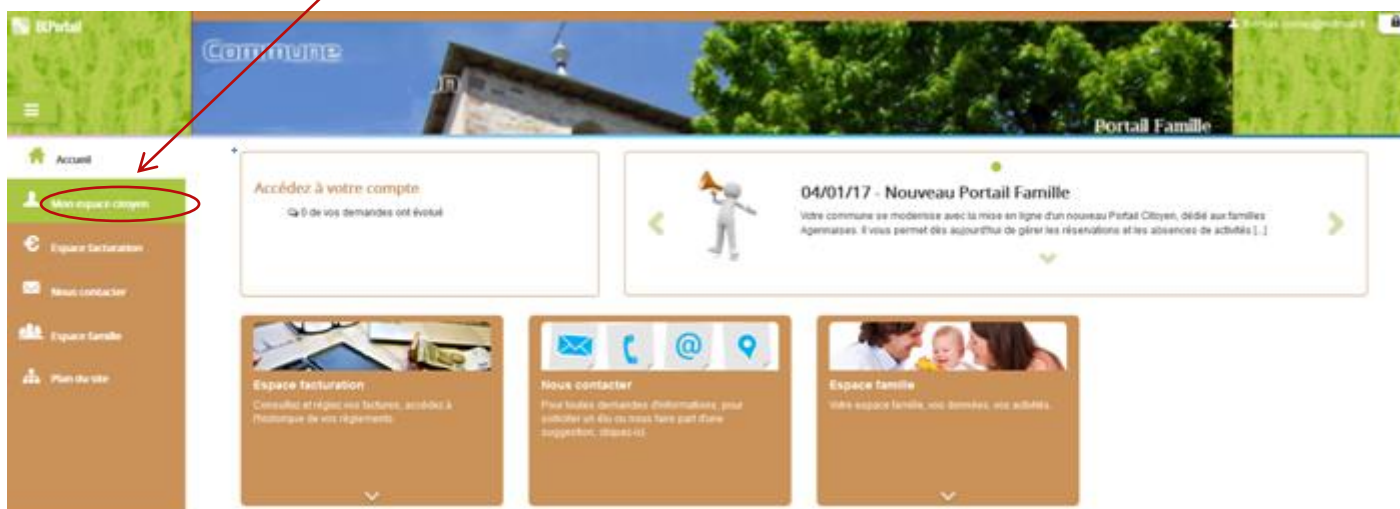 BLPortail
Commune
Portail Famille
Accueil
Mon espace citoyen
Espace facturation
Nous contacter
Espace famille
Plan du site
Accédez à votre compte
0 de vos demandes ont évolué
04/01/17 - Nouveau Portail Famille
Votre commune se modernise avec la mise en ligne d'un nouveau Portail Citoyen, dédié aux familles
Agennaises. Il vous permet dès aujourd'hui de gérer les réservations et les absences de activités [...]
Espace facturation
Consultez et réglez vos factures, accédez à
l'historique de vos règlements.
Nous contacter
Pour toutes demandes d'informations, pour
solliciter un élu ou nous faire part d'une
suggestion, cliquez-ici
Espace famille
Votre espace famille, vos données, vos activités.